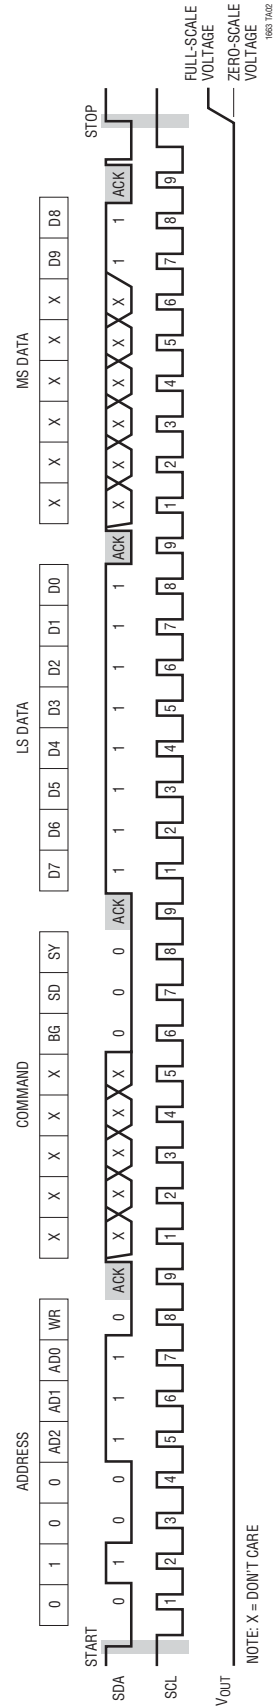 ADDRESS COMMAND LS DATA MS DATA
0 1 0 0 AD2 AD1 AD0 WR X X X X X BG SD SY D7 D6 D5 D4 D3 D2 D1 D0 X X X X X X D9 D8
START STOP
SDA 0 1 0 0 1 1 1 0 ACK X X X X X 0 0 0 ACK 1 1 1 1 1 1 1 1 ACK X X X X X X 1 1 ACK
SCL 1 2 3 4 5 6 7 8 9 1 2 3 4 5 6 7 8 9 1 2 3 4 5 6 7 8 9 1 2 3 4 5 6 7 8 9
FULL-SCALE
VOLTAGE
VOUT
ZERO-SCALE
VOLTAGE
NOTE: X = DON'T CARE
1663 TA02